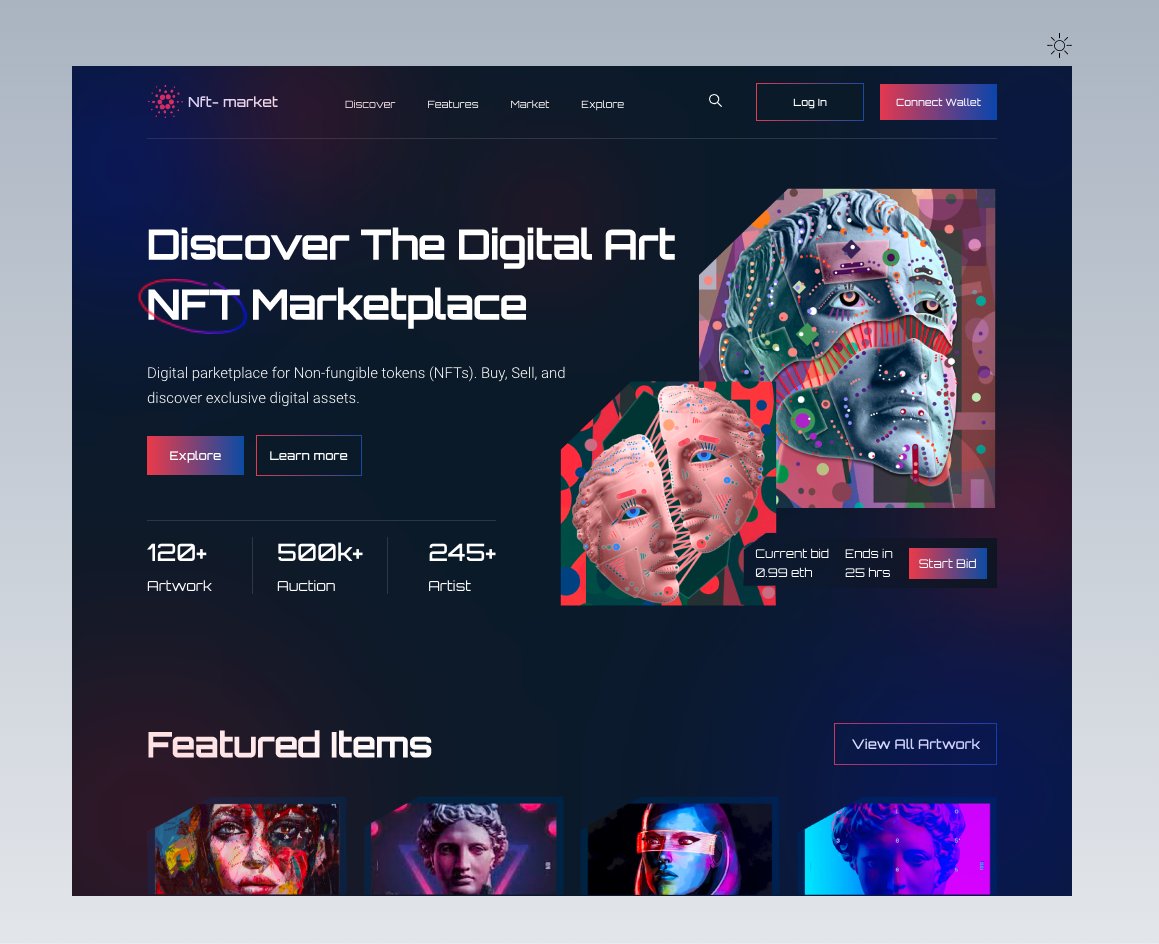 Nft- market
Discover
Features
Market
Explore
Log In
Connect Wallet
Discover The Digital Art
NFT Marketplace
Digital parketplace for Non-fungible tokens (NFTs). Buy, Sell, and
discover exclusive digital assets.
Explore
Learn more
120+
500k+
245+
Artwork
Auction
Artist
Current bid
0.99 eth
Ends in
25 hrs
Start Bid
Featured Items
View All Artwork